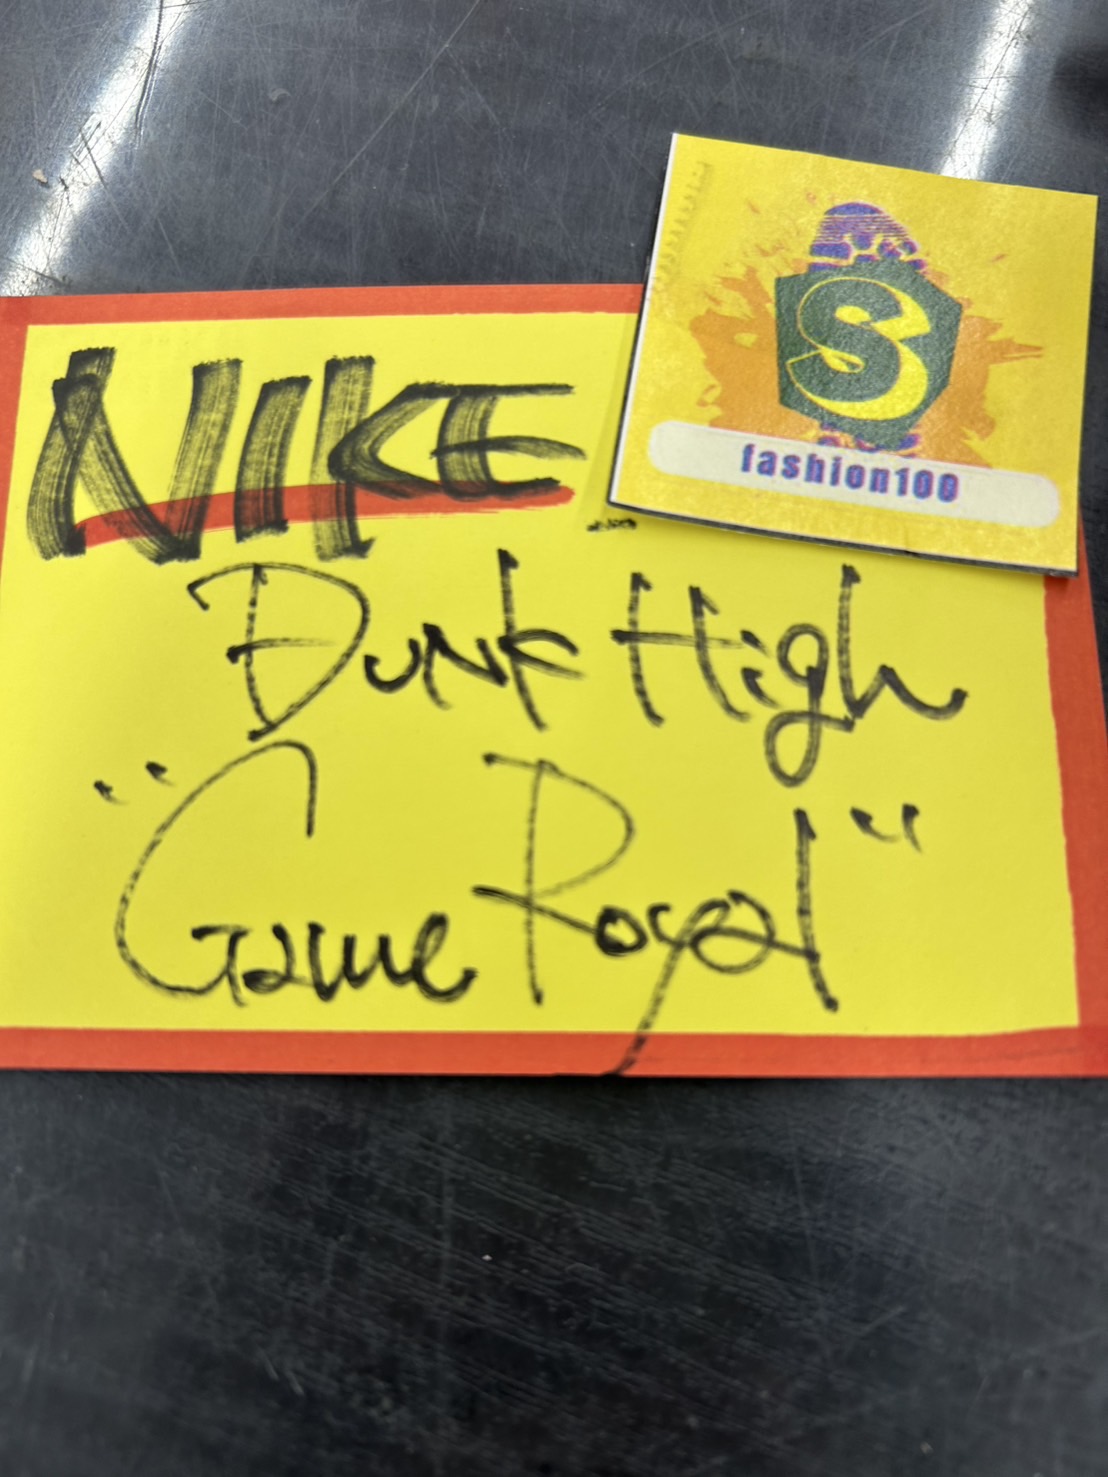 NIKE
Dunk High
"Game Royal"
S
fashion100